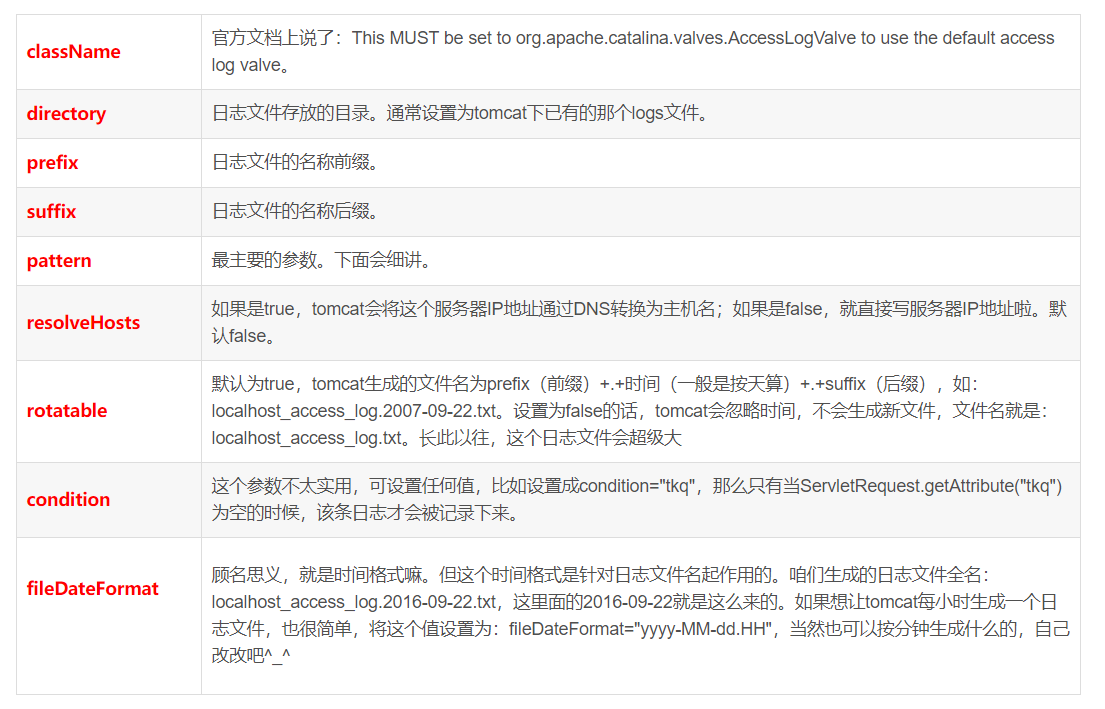 className
官方文档上说了：This MUST be set to org.apache.catalina.valves.AccessLogValve to use the default access
log valve。
directory
日志文件存放的目录。通常设置为tomcat下已有的那个logs文件。
prefix
日志文件的名称前缀。
suffix
日志文件的名称后缀。
pattern
最主要的参数。下面会细讲。
resolveHosts
如果是true，tomcat会将这个服务器IP地址通过DNS转换为主机名；如果是false，就直接写服务器IP地址啦。默
认false。
rotatable
默认为true，tomcat生成的文件名为prefix（前缀）+.+时间（一般是按天算）+.+suffix（后缀），如：
localhost_access_log.2007-09-22.txt。设置为false的话，tomcat会忽略时间，不会生成新文件，文件名就是：
localhost_access_log.txt。长此以往，这个日志文件会超级大
condition
这个参数不太实用，可设置任何值，比如设置成condition="tkq"，那么只有当ServletRequest.getAttribute("tkq")
为空的时候，该条日志才会被记录下来。
fileDateFormat
顾名思义，就是时间格式嘛。但这个时间格式是针对日志文件名起作用的。咱们生成的日志文件全名：
localhost_access_log.2016-09-22.txt，这里面的2016-09-22就是这么来的。如果想让tomcat每小时生成一个日
志文件，也很简单，将这个值设置为：fileDateFormat="yyyy-MM-dd.HH"，当然也可以按分钟生成什么的，自己
改改吧^_^